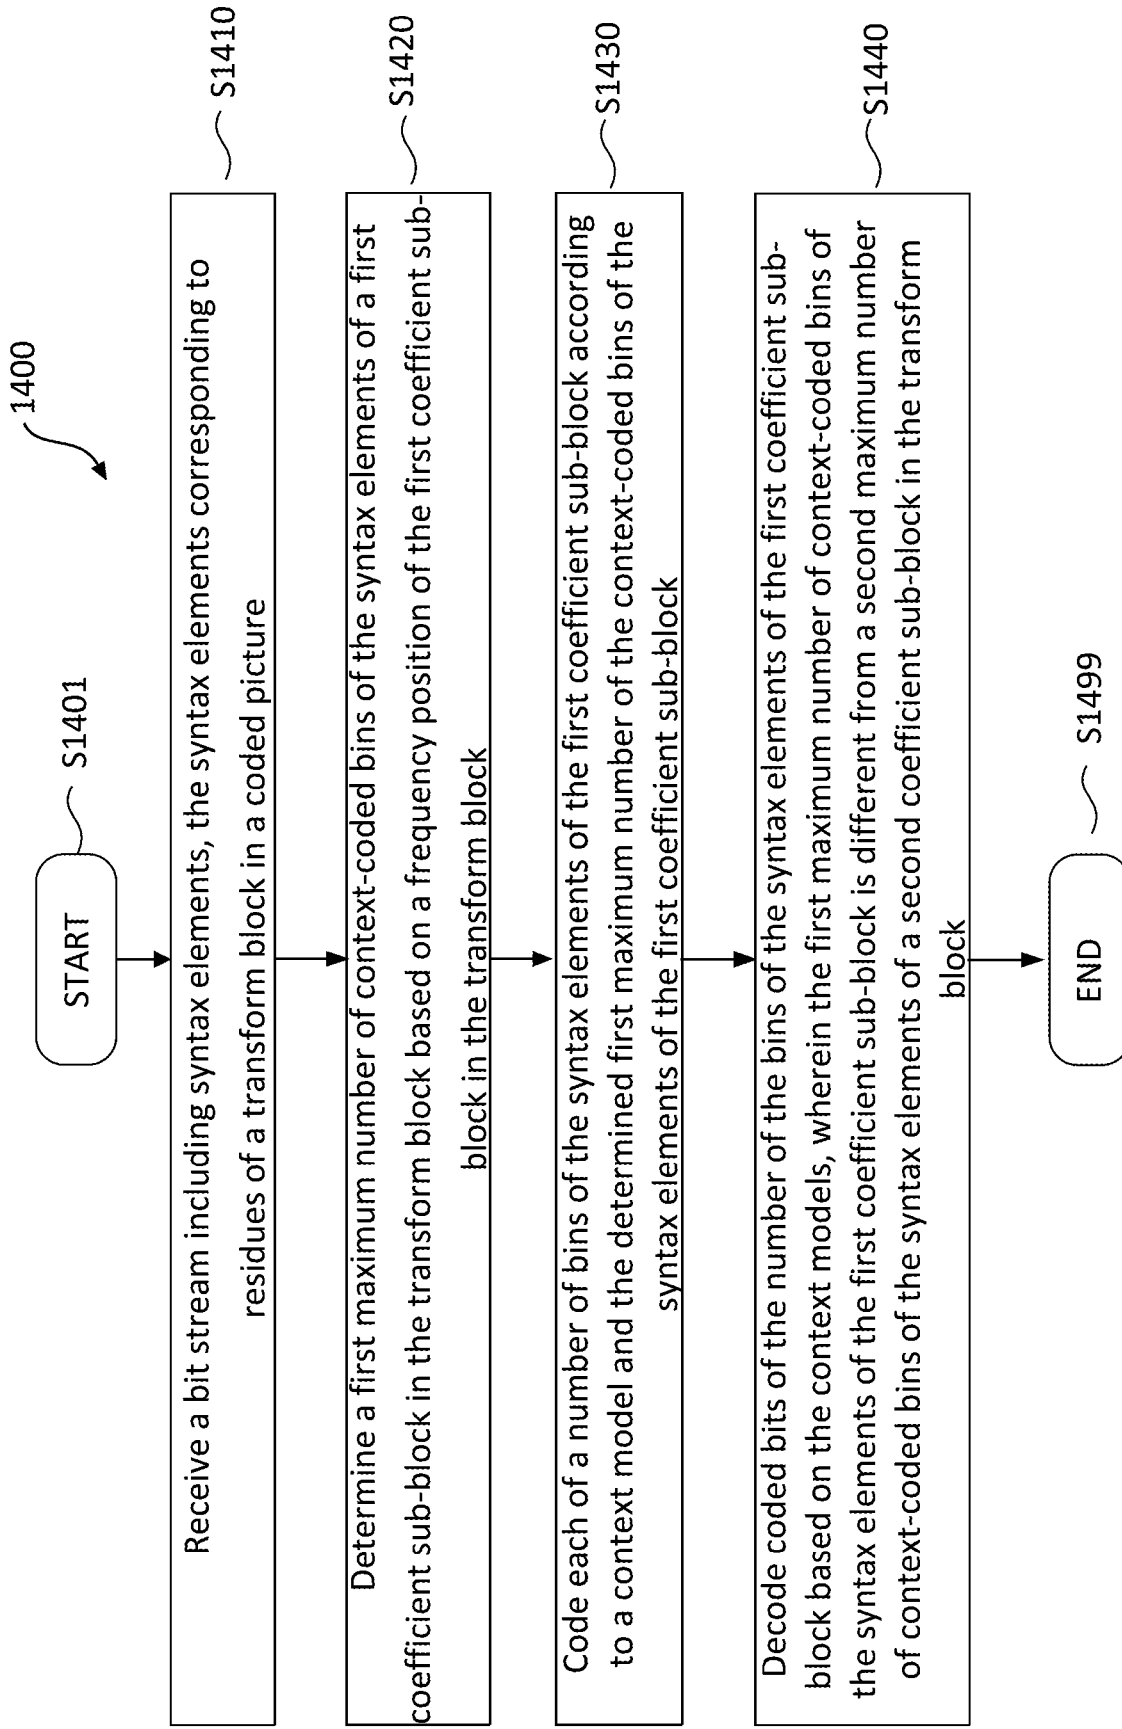 1400
START
S1401
Receive a bit stream including syntax elements, the syntax elements corresponding to
residues of a transform block in a coded picture
S1410
Determine a first maximum number of context-coded bins of the syntax elements of a first
coefficient sub-block in the transform block based on a frequency position of the first coefficient sub-
block in the transform block
S1420
Code each of a number of bins of the syntax elements of the first coefficient sub-block according
to a context model and the determined first maximum number of the context-coded bins of the
syntax elements of the first coefficient sub-block
S1430
Decode coded bits of the number of the bins of the syntax elements of the first coefficient sub-
block based on the context models, wherein the first maximum number of context-coded bins of
the syntax elements of the first coefficient sub-block is different from a second maximum number
of context-coded bins of the syntax elements of a second coefficient sub-block in the transform
block
S1440
END
S1499